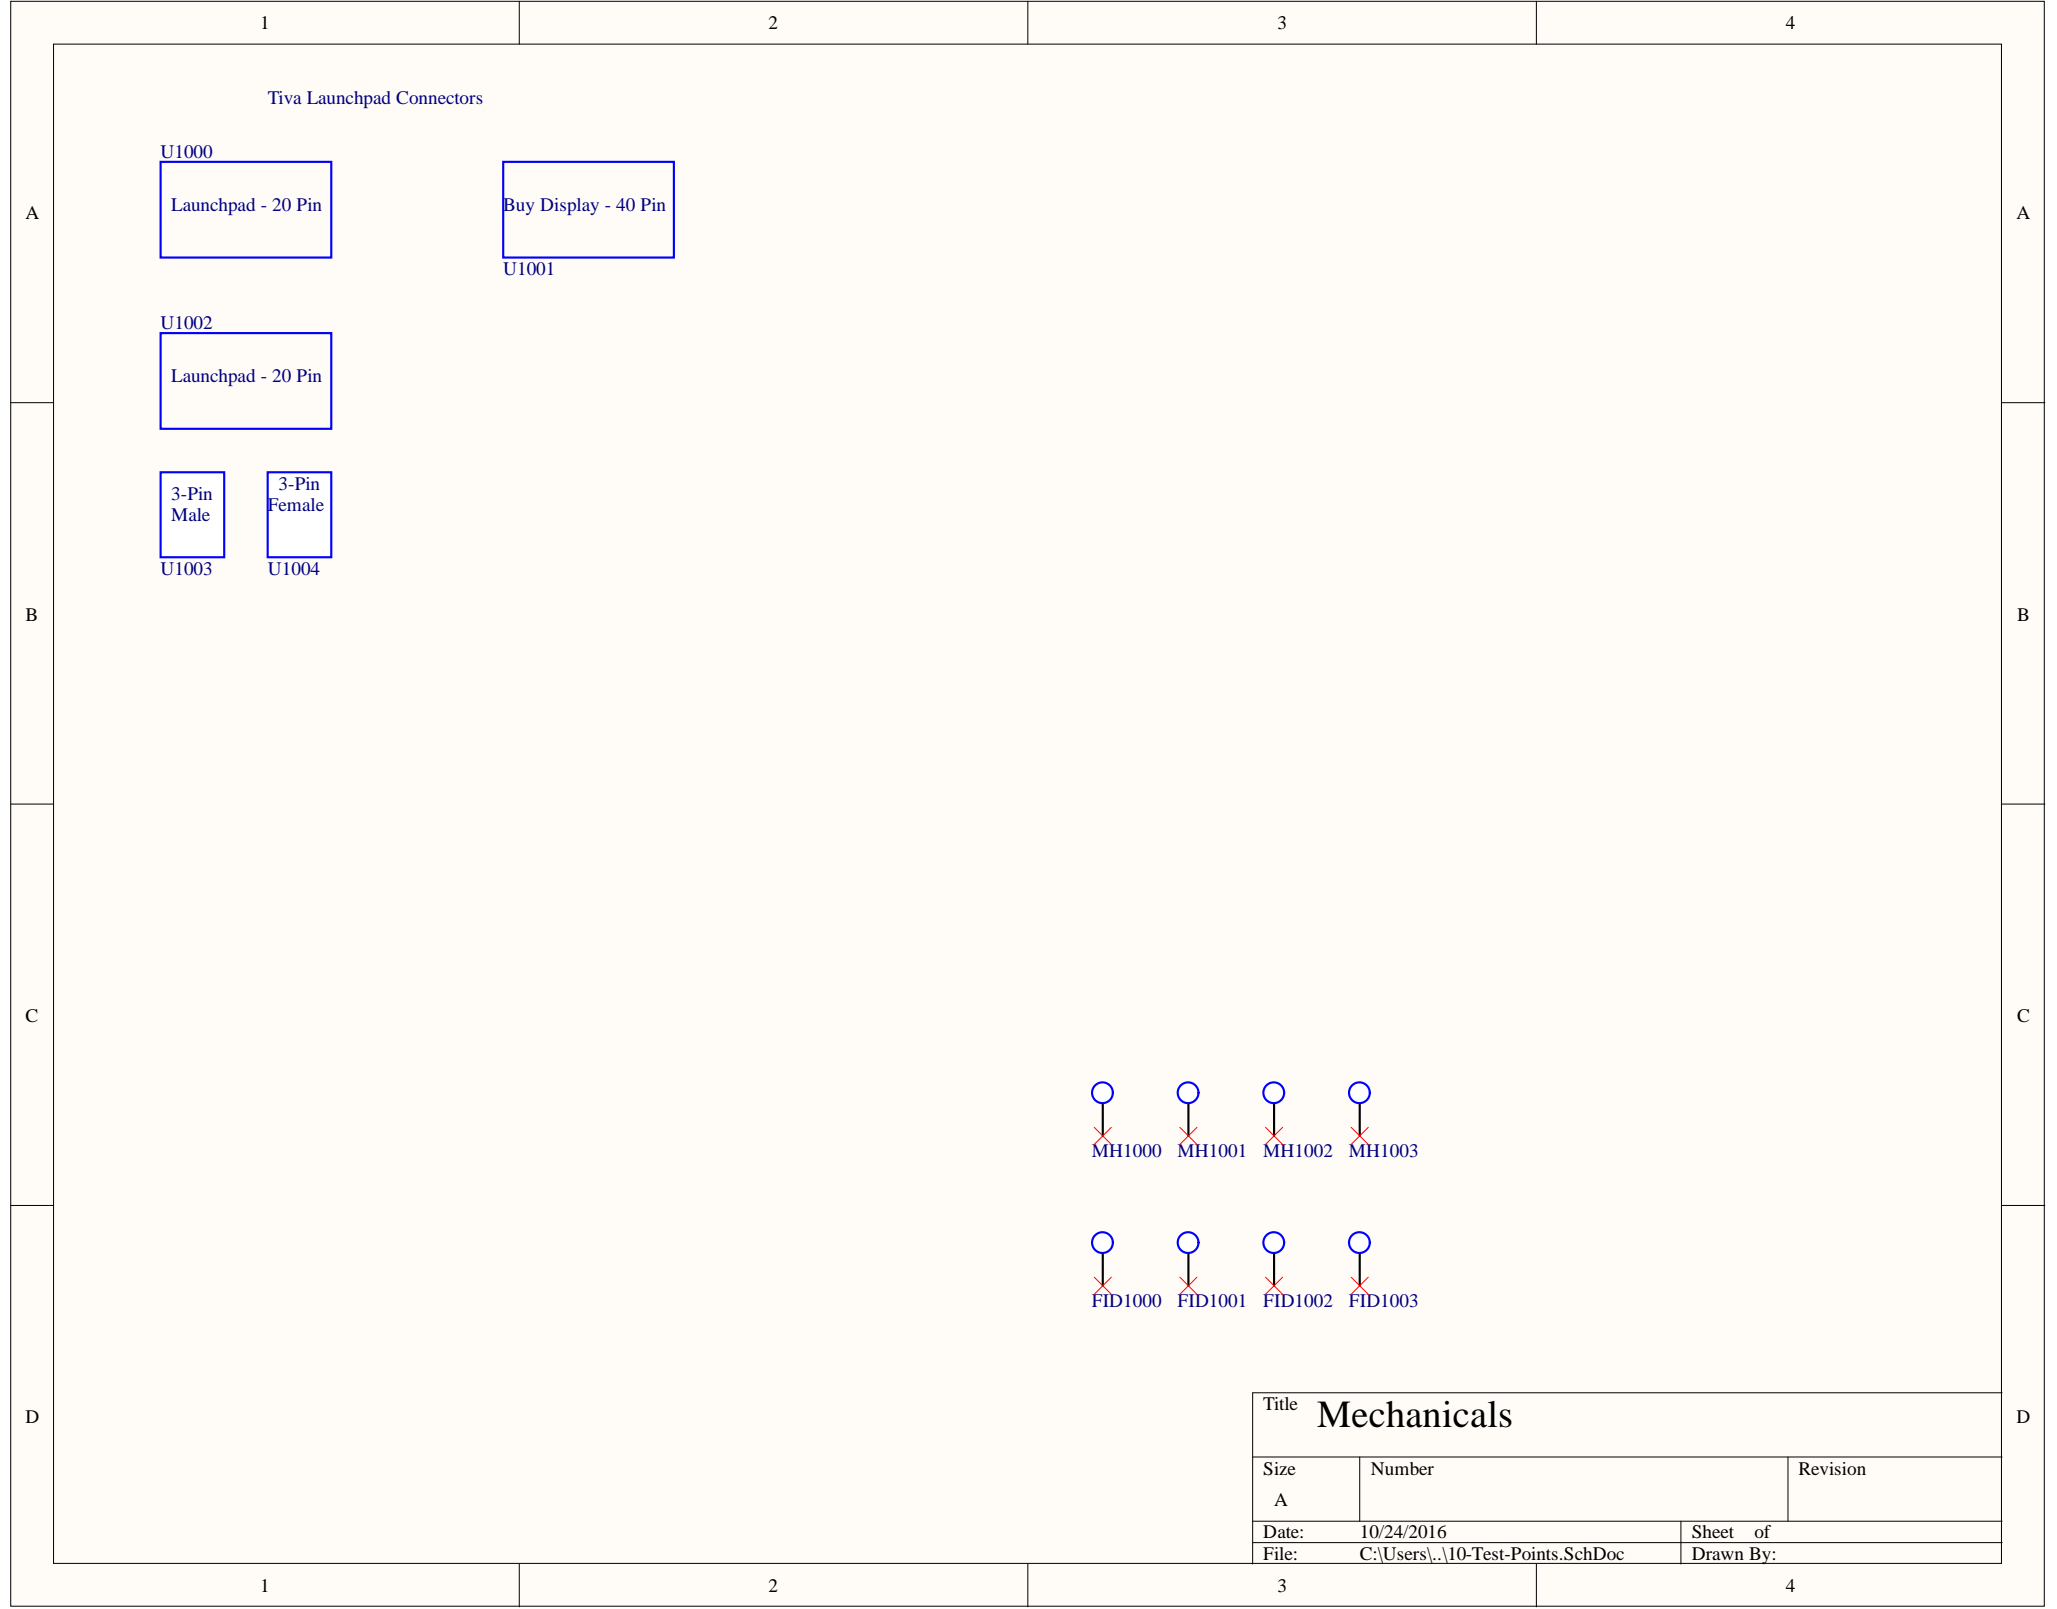 1 2 3 4
Tiva Launchpad Connectors
U1000
Launchpad - 20 Pin
Buy Display - 40 Pin
U1001
A A
U1002
Launchpad - 20 Pin
3-Pin
Male
U1003
3-Pin
Female
U1004
B B
C C
MH1000 MH1001 MH1002 MH1003
FID1000 FID1001 FID1002 FID1003
D D
Title Mechanicals
Size Number Revision
A
Date: 10/24/2016 Sheet of
File: C:\Users\..\10-Test-Points.SchDoc Drawn By:
1 2 3 4